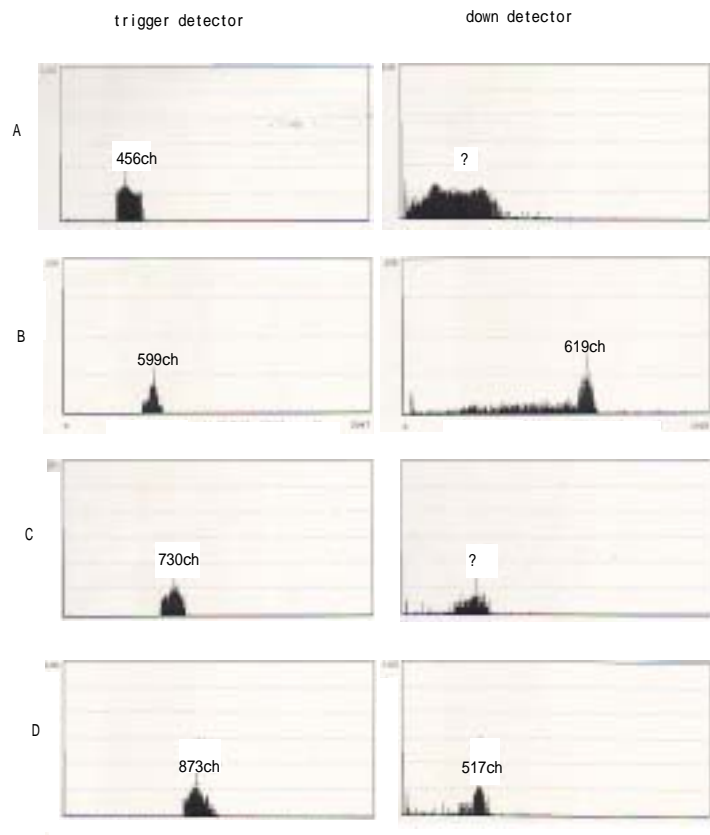 trigger detector down detector
A 456ch ?
B 599ch 619ch
C 730ch ?
D 873ch 517ch